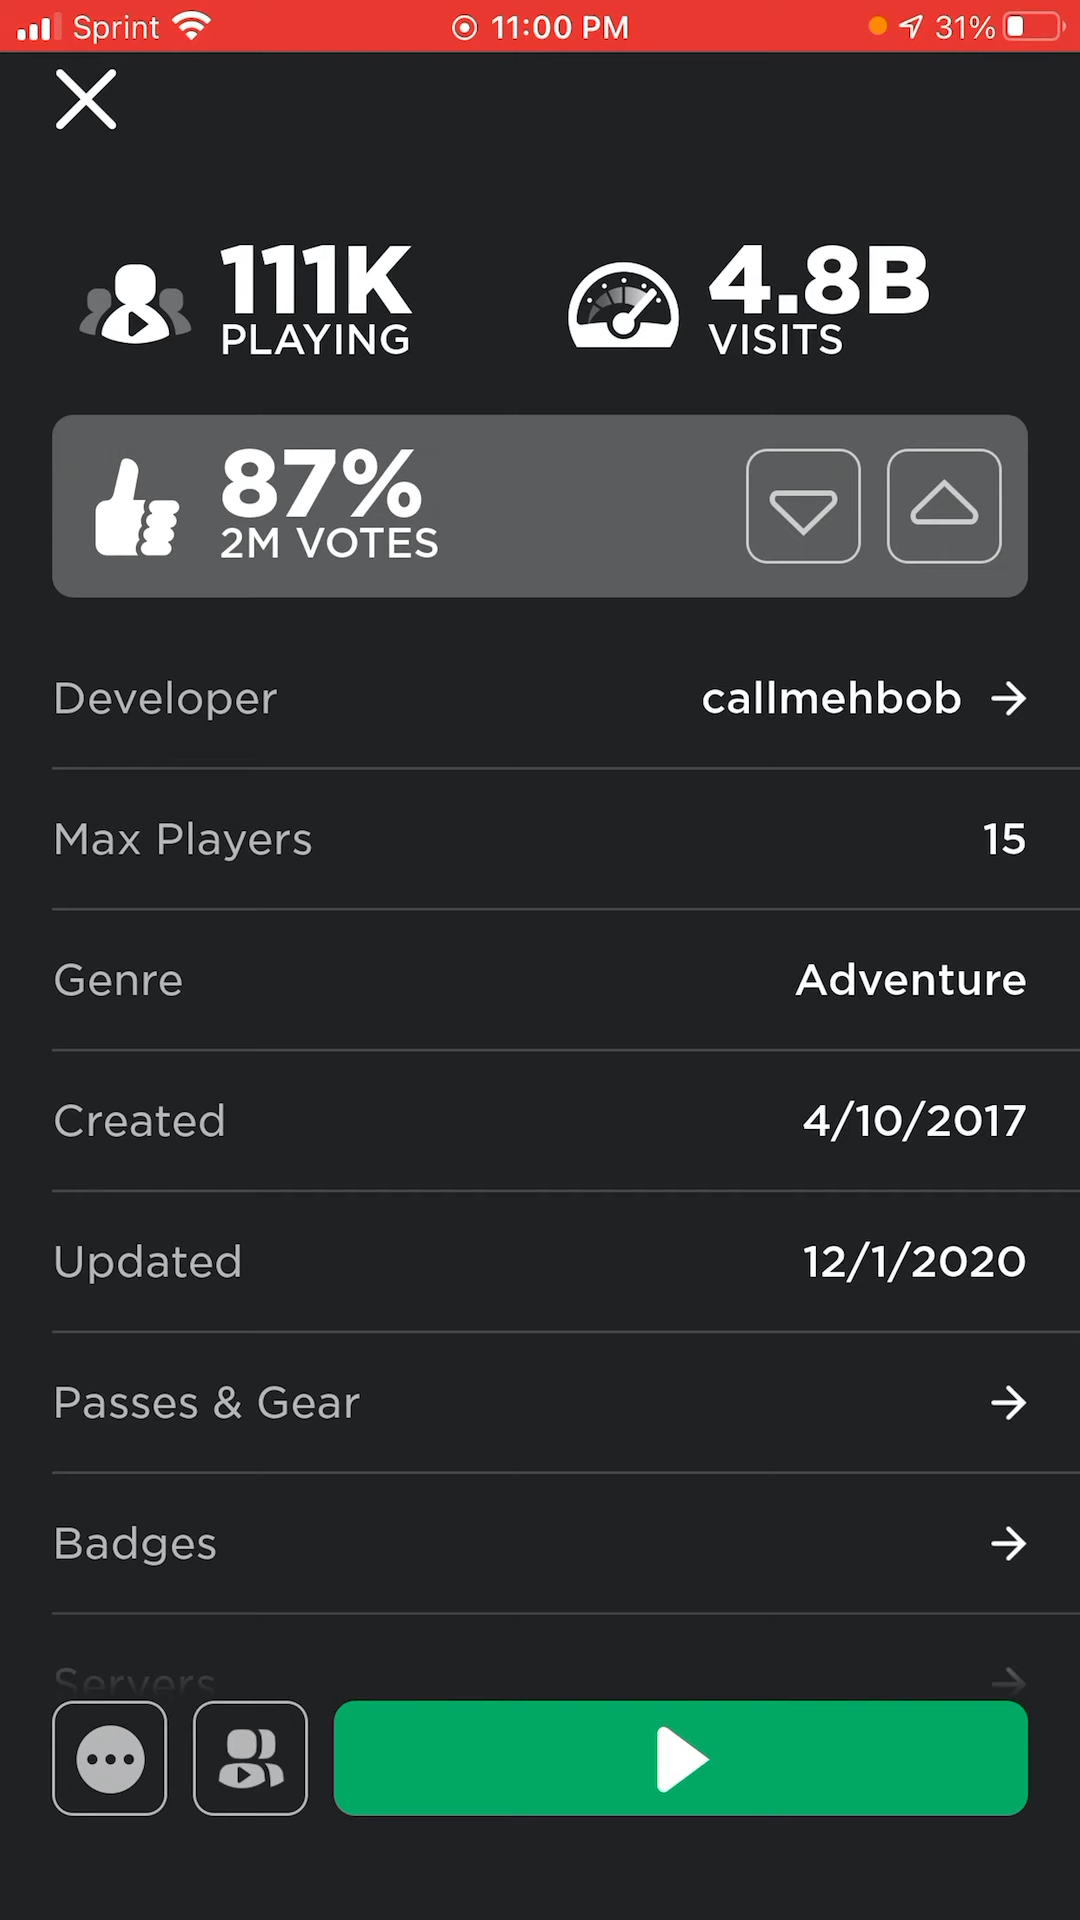 Sprint 11:00 PM 31%
111K
PLAYING
4.8B
VISITS
87%
2M VOTES
Developer callmehbob
Max Players 15
Genre Adventure
Created 4/10/2017
Updated 12/1/2020
Passes & Gear
Badges
Servers